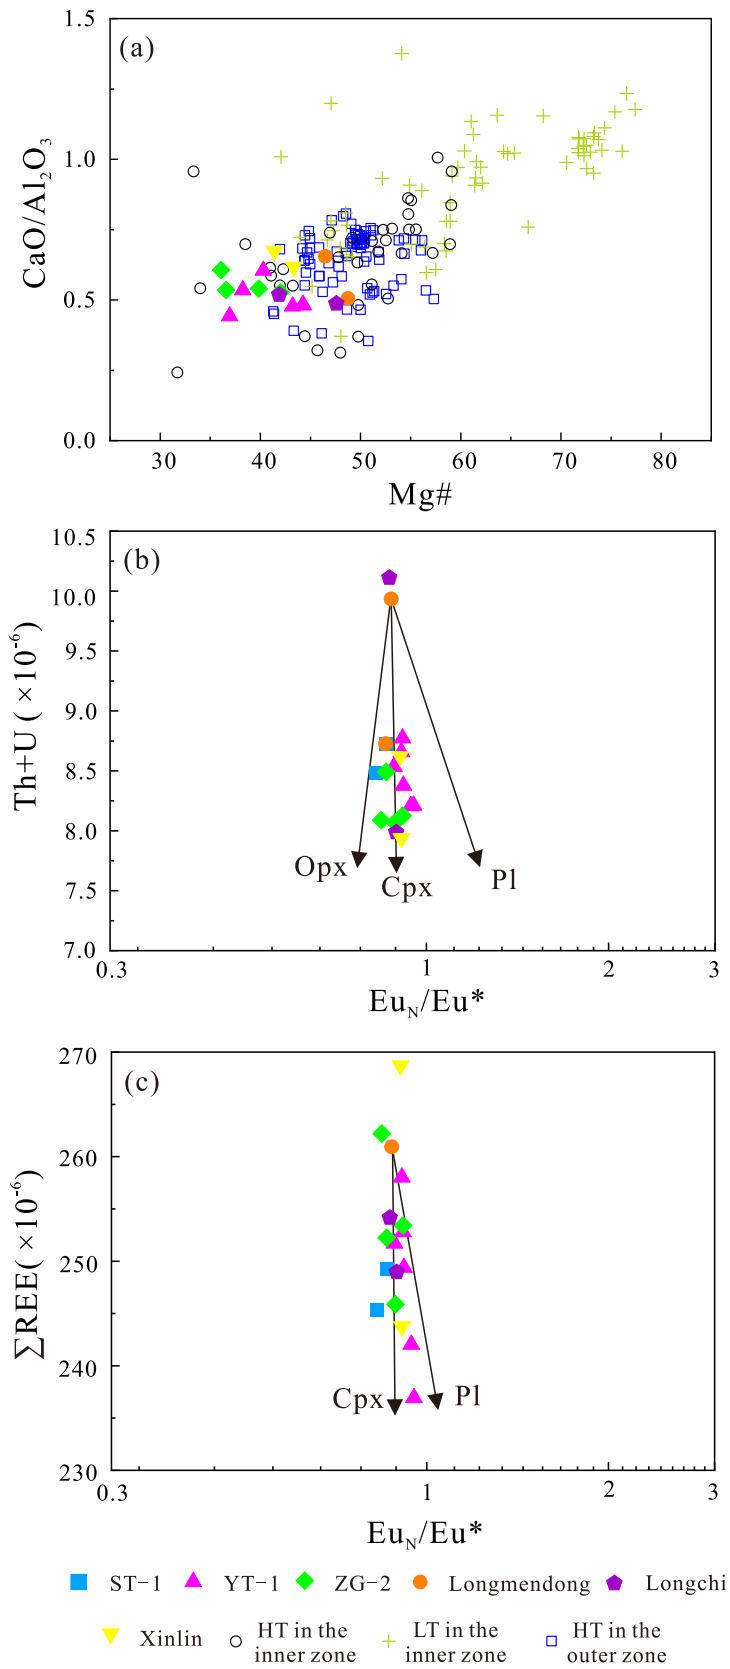 (a)
1.5
1.0
0.5
0.0
CaO/Al₂O₃
30 40 50 60 70 80
Mg#
(b)
10.5
10.0
9.5
9.0
8.5
8.0
7.5
7.0
Th+U ( ×10⁻⁶)
Opx
Cpx
Pl
0.3 1 2 3
Eu_N/Eu*
(c)
270
260
250
240
230
∑REE( ×10⁻⁶)
Cpx
Pl
0.3 1 2 3
Eu_N/Eu*
ST-1 YT-1 ZG-2 Longmendong Longchi
Xinlin HT in the inner zone LT in the inner zone HT in the outer zone